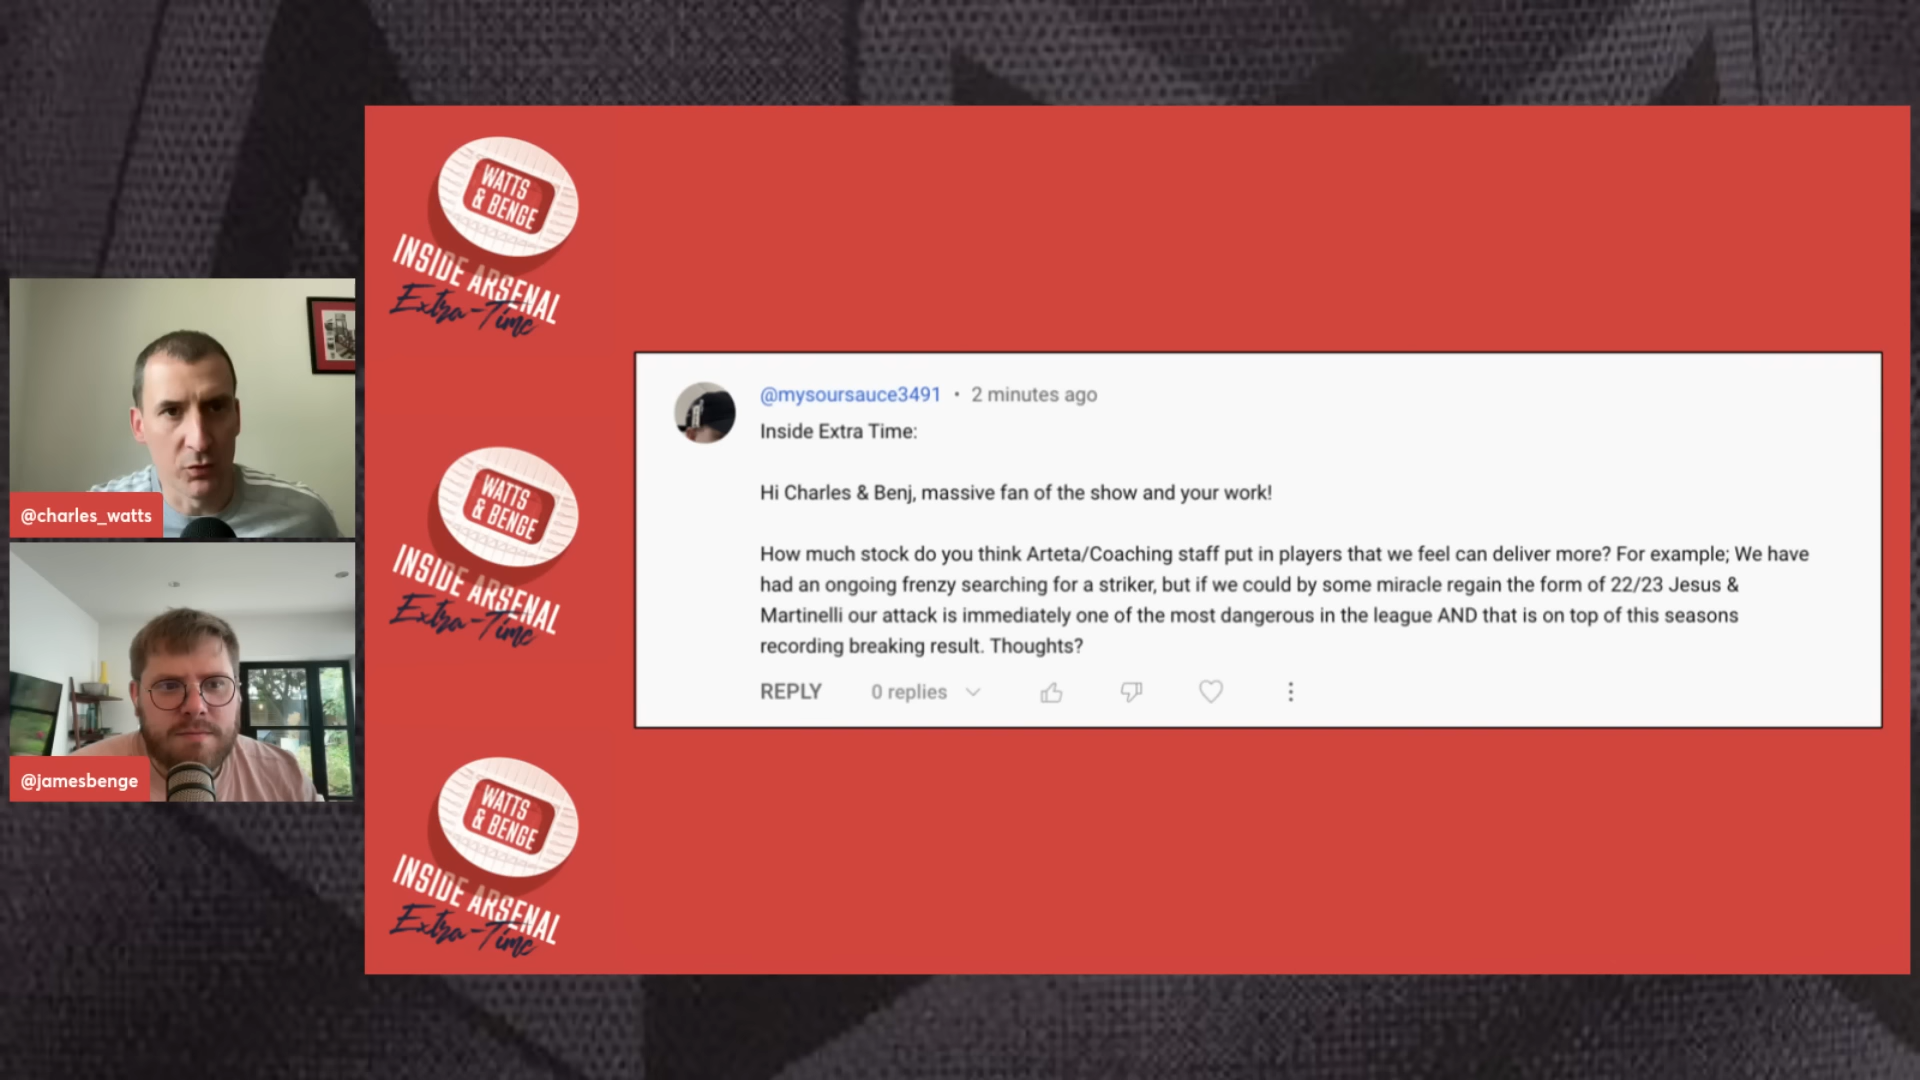 WATTS
& BENGE
INSIDE ARSENAL
Extra-Time
@charles_watts
@jamesbenge
WATTS
& BENGE
INSIDE ARSENAL
Extra-Time
WATTS
& BENGE
INSIDE ARSENAL
Extra-Time
@mysoursauce3491 • 2 minutes ago
Inside Extra Time:
Hi Charles & Benj, massive fan of the show and your work!
How much stock do you think Arteta/Coaching staff put in players that we feel can deliver more? For example; We have
had an ongoing frenzy searching for a striker, but if we could by some miracle regain the form of 22/23 Jesus &
Martinelli our attack is immediately one of the most dangerous in the league AND that is on top of this seasons
recording breaking result. Thoughts?
REPLY 0 replies